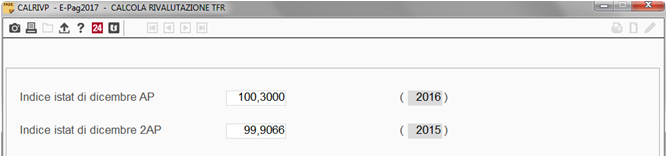 CALRIVP - E-Pag2017 - CALCOLA RIVALUTAZIONE TFR
24
Indice istat di dicembre AP 100,3000 ( 2016 )
Indice istat di dicembre 2AP 99,9066 ( 2015 )